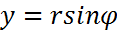 y = rsinφ